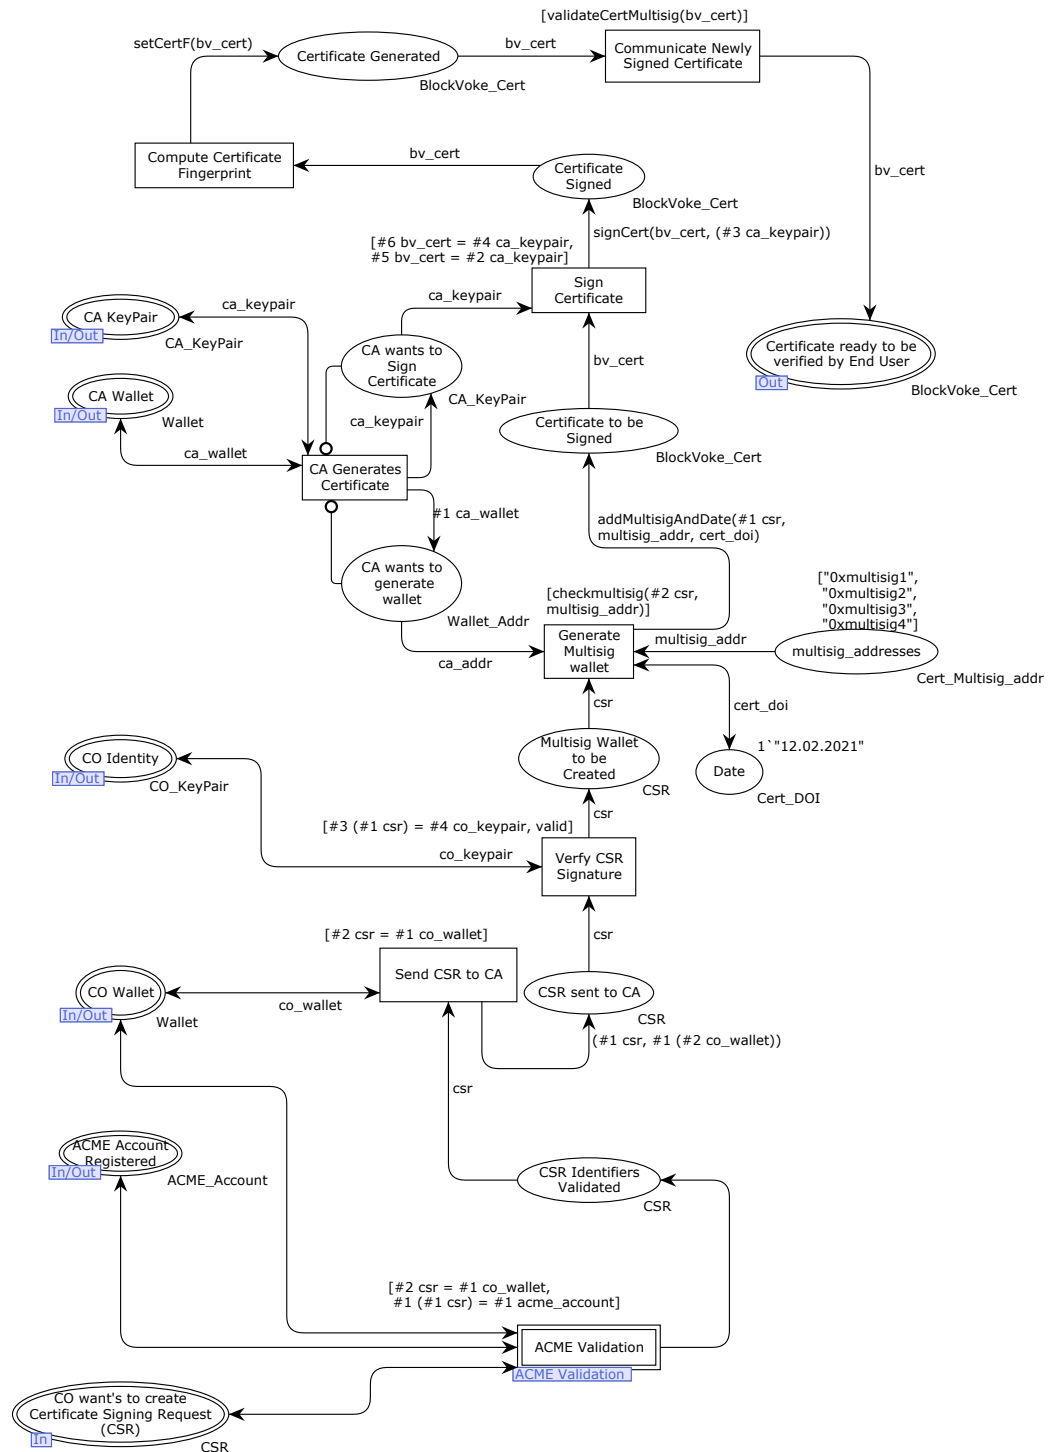 [validateCertMultisig(bv_cert)]
setCertF(bv_cert)
Certificate Generated
bv_cert
Communicate Newly
Signed Certificate
BlockVoke_Cert
Compute Certificate
Fingerprint
bv_cert
Certificate
Signed
bv_cert
BlockVoke_Cert
signCert(bv_cert, (#3 ca_keypair))
[#6 bv_cert = #4 ca_keypair,
#5 bv_cert = #2 ca_keypair]
Sign
Certificate
ca_keypair
ca_keypair
CA KeyPair
In/Out
CA_KeyPair
CA wants to
Sign
Certificate
CA_KeyPair
bv_cert
Certificate ready to be
verified by End User
Out
BlockVoke_Cert
CA Wallet
In/Out
Wallet
ca_keypair
Certificate to be
Signed
BlockVoke_Cert
ca_wallet
CA Generates
Certificate
#1 ca_wallet
addMultisigAndDate(#1 csr,
multisig_addr, cert_doi)
CA wants to
generate
wallet
Wallet_Addr
["0xmultisig1",
"0xmultisig2",
"0xmultisig3",
"0xmultisig4"]
[checkmultisig(#2 csr,
multisig_addr)]
Generate
Multisig
wallet
multisig_addr
multisig_addresses
Cert_Multisig_addr
ca_addr
csr
cert_doi
CO Identity
In/Out
CO_KeyPair
Multisig Wallet
to be
Created
CSR
1`"12.02.2021"
Date
Cert_DOI
csr
[#3 (#1 csr) = #4 co_keypair, valid]
co_keypair
Verfy CSR
Signature
csr
[#2 csr = #1 co_wallet]
Send CSR to CA
CO Wallet
In/Out
Wallet
co_wallet
CSR sent to CA
CSR
(#1 csr, #1 (#2 co_wallet))
csr
ACME Account
Registered
In/Out
ACME_Account
CSR Identifiers
Validated
CSR
[#2 csr = #1 co_wallet,
#1 (#1 csr) = #1 acme_account]
ACME Validation
ACME Validation
CO want's to create
Certificate Signing Request
(CSR)
In
CSR